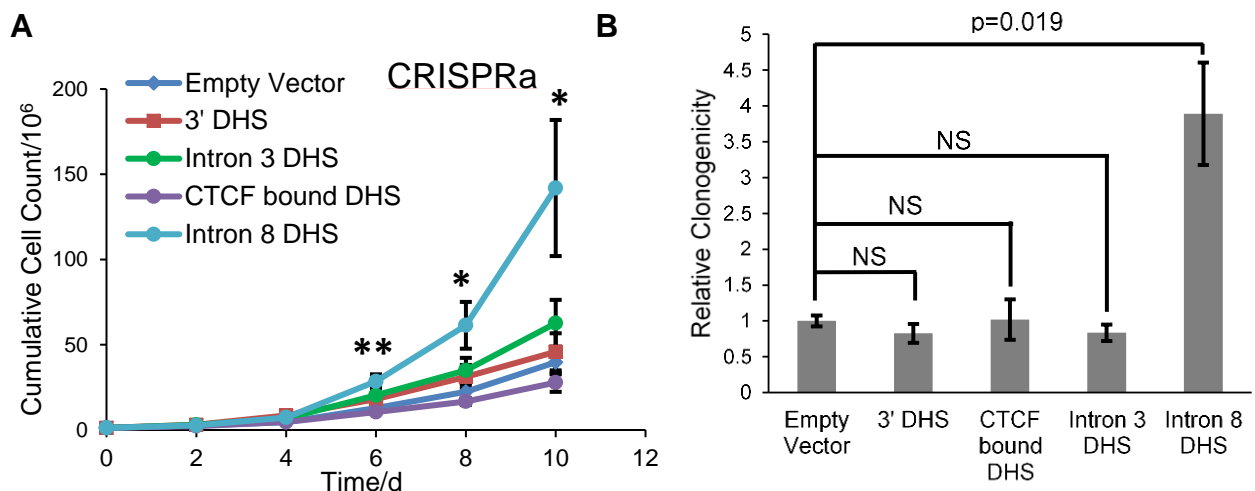 A
CRISPRa
Empty Vector
3' DHS
Intron 3 DHS
CTCF bound DHS
Intron 8 DHS
Cumulative Cell Count/10⁶
200
150
100
50
0
**
*
*
0 2 4 6 8 10 12
Time/d
B
p=0.019
NS
NS
NS
Relative Clonogenicity
5
4.5
4
3.5
3
2.5
2
1.5
1
0.5
0
Empty
Vector
3' DHS
CTCF
bound
DHS
Intron 3
DHS
Intron 8
DHS